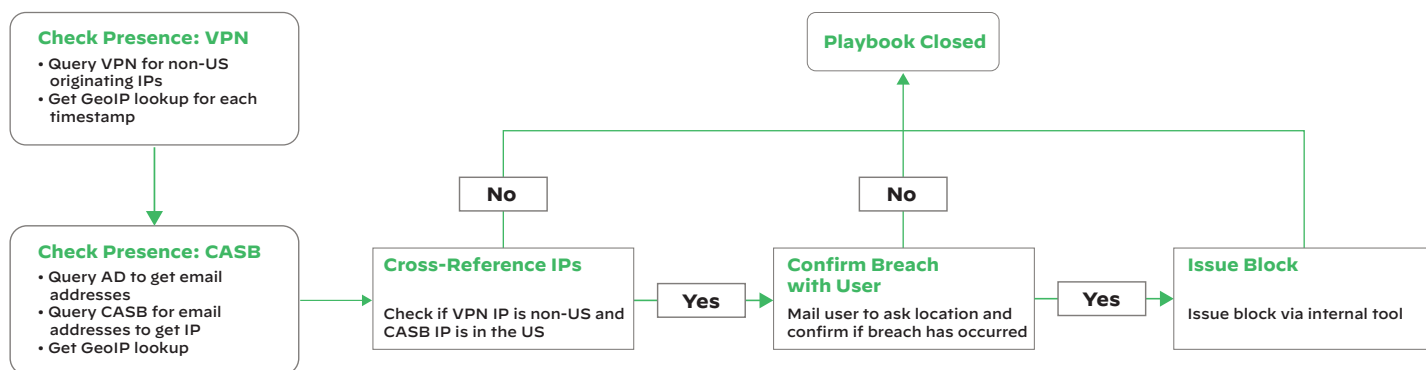 Check Presence: VPN
• Query VPN for non-US
originating IPs
• Get GeoIP lookup for each
timestamp
Playbook Closed
No
No
Check Presence: CASB
• Query AD to get email
addresses
• Query CASB for email
addresses to get IP
• Get GeoIP lookup
Cross-Reference IPs
Check if VPN IP is non-US and
CASB IP is in the US
Yes
Confirm Breach
with User
Mail user to ask location and
confirm if breach has occurred
Yes
Issue Block
Issue block via internal tool